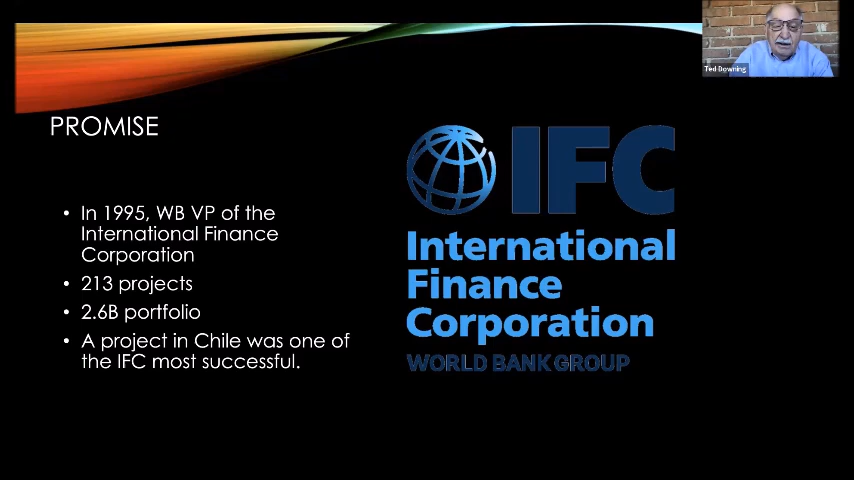 Ted Downing
PROMISE
• In 1995, WB VP of the
International Finance
Corporation
• 213 projects
• 2.6B portfolio
• A project in Chile was one of
the IFC most successful.
IFC
International
Finance
Corporation
WORLD BANK GROUP